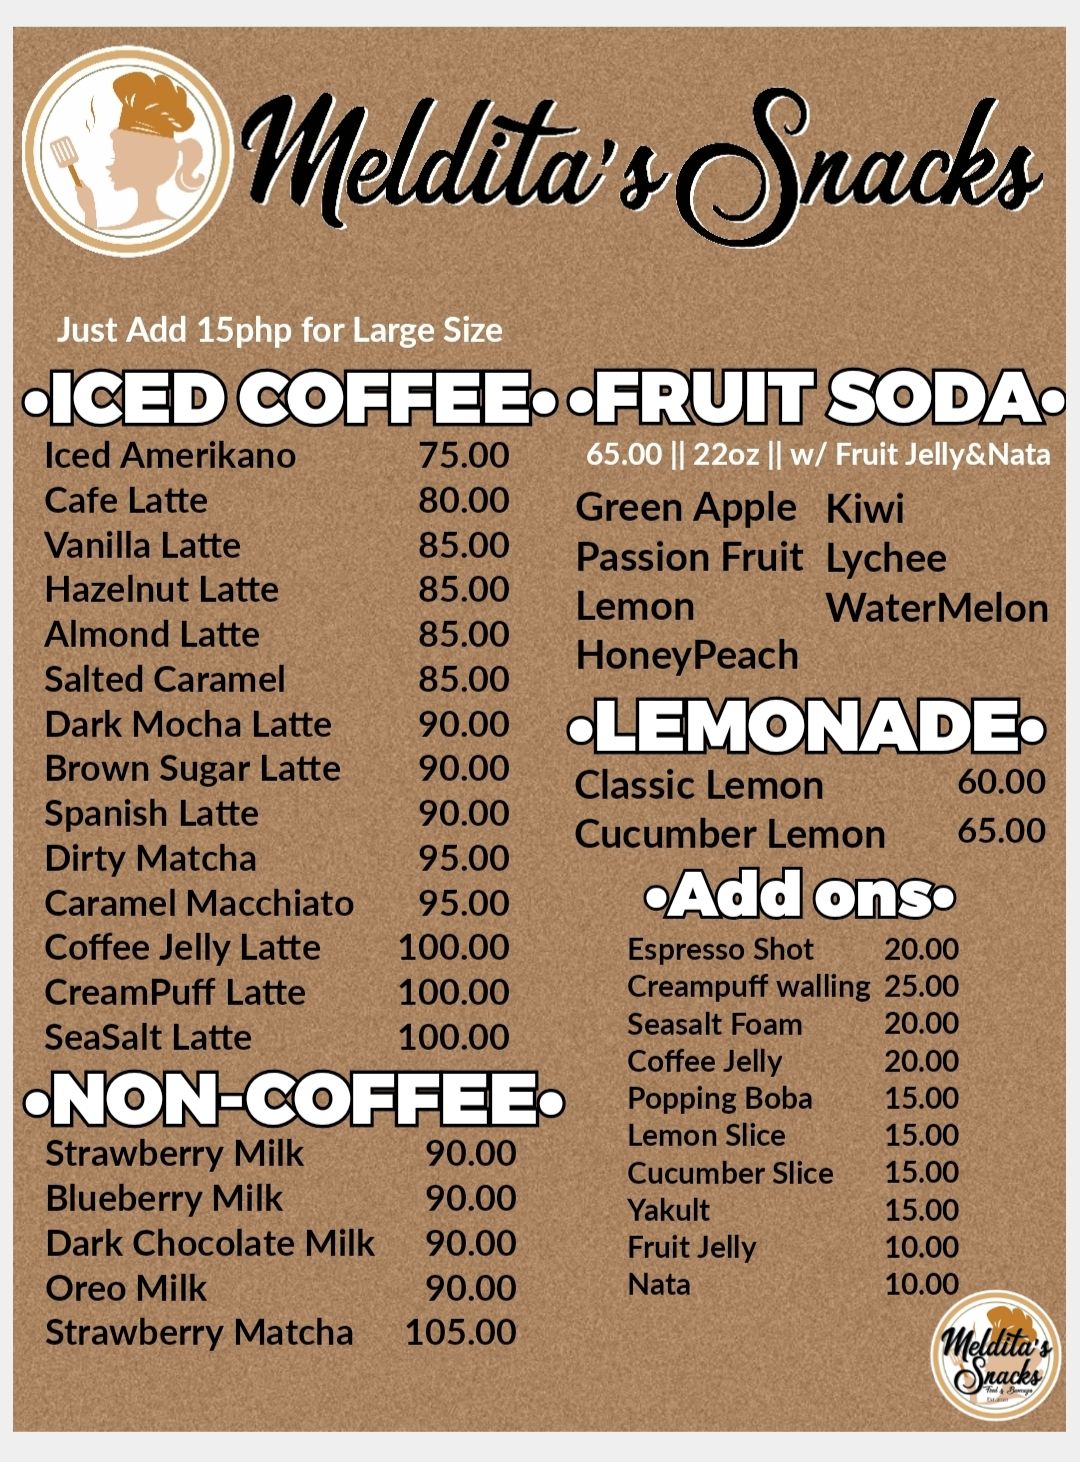 Meldita's Snacks
Just Add 15php for Large Size
•ICED COFFEE•
Iced Amerikano 75.00
Cafe Latte 80.00
Vanilla Latte 85.00
Hazelnut Latte 85.00
Almond Latte 85.00
Salted Caramel 85.00
Dark Mocha Latte 90.00
Brown Sugar Latte 90.00
Spanish Latte 90.00
Dirty Matcha 95.00
Caramel Macchiato 95.00
Coffee Jelly Latte 100.00
CreamPuff Latte 100.00
SeaSalt Latte 100.00
•NON-COFFEE•
Strawberry Milk 90.00
Blueberry Milk 90.00
Dark Chocolate Milk 90.00
Oreo Milk 90.00
Strawberry Matcha 105.00
•FRUIT SODA•
65.00 || 22oz || w/ Fruit Jelly&Nata
Green Apple Kiwi
Passion Fruit Lychee
Lemon WaterMelon
HoneyPeach
•LEMONADE•
Classic Lemon 60.00
Cucumber Lemon 65.00
•Add ons•
Espresso Shot 20.00
Creampuff walling 25.00
Seasalt Foam 20.00
Coffee Jelly 20.00
Popping Boba 15.00
Lemon Slice 15.00
Cucumber Slice 15.00
Yakult 15.00
Fruit Jelly 10.00
Nata 10.00
Meldita's
Snacks